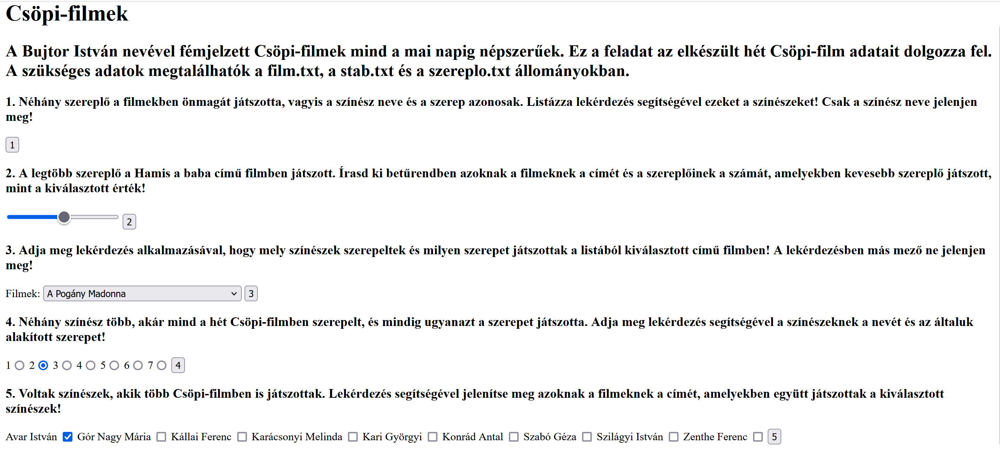 Csöpi-filmek
A Bujtor István nevével fémjelzett Csöpi-filmek mind a mai napig népszerűek. Ez a feladat az elkészült hét Csöpi-film adatait dolgozza fel.
A szükséges adatok megtalálhatók a film.txt, a stab.txt és a szereplo.txt állományokban.
1. Néhány szereplő a filmekben önmagát játszotta, vagyis a színész neve és a szerep azonosak. Listázza lekérdezés segítségével ezeket a színészeket! Csak a színész neve jelenjen
meg!
1
2. A legtöbb szereplő a Hamis a baba című filmben játszott. Írasd ki betűrendben azoknak a filmeknek a címét és a szereplőinek a számát, amelyekben kevesebb szereplő játszott,
mint a kiválasztott érték!
2
3. Adja meg lekérdezés alkalmazásával, hogy mely színészek szerepeltek és milyen szerepet játszottak a listából kiválasztott című filmben! A lekérdezésben más mező ne jelenjen
meg!
Filmek: A Pogány Madonna 3
4. Néhány színész több, akár mind a hét Csöpi-filmben szerepelt, és mindig ugyanazt a szerepet játszotta. Adja meg lekérdezés segítségével a színészeknek a nevét és az általuk
alakított szerepet!
1 2 3 4 5 6 7 4
5. Voltak színészek, akik több Csöpi-filmben is játszottak. Lekérdezés segítségével jelenítse meg azoknak a filmeknek a címét, amelyekben együtt játszottak a kiválasztott
színészek!
Avar István Gór Nagy Mária Kállai Ferenc Karácsonyi Melinda Kari Györgyi Konrád Antal Szabó Géza Szilágyi István Zenthe Ferenc 5